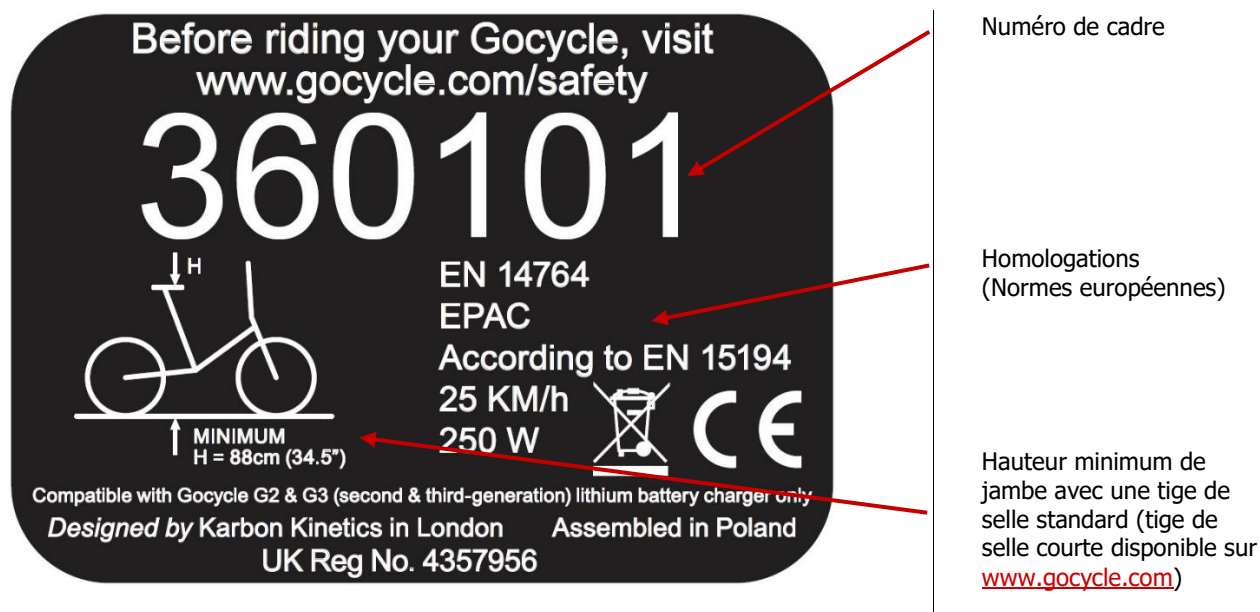 Before riding your Gocycle, visit
www.gocycle.com/safety
360101
H
MINIMUM
H = 88cm (34.5”)
EN 14764
EPAC
According to EN 15194
25 KM/h
250 W
CE
Compatible with Gocycle G2 & G3 (second & third-generation) lithium battery charger only
Designed by Karbon Kinetics in London Assembled in Poland
UK Reg No. 4357956
Numéro de cadre
Homologations
(Normes européennes)
Hauteur minimum de
jambe avec une tige de
selle standard (tige de
selle courte disponible sur
www.gocycle.com)